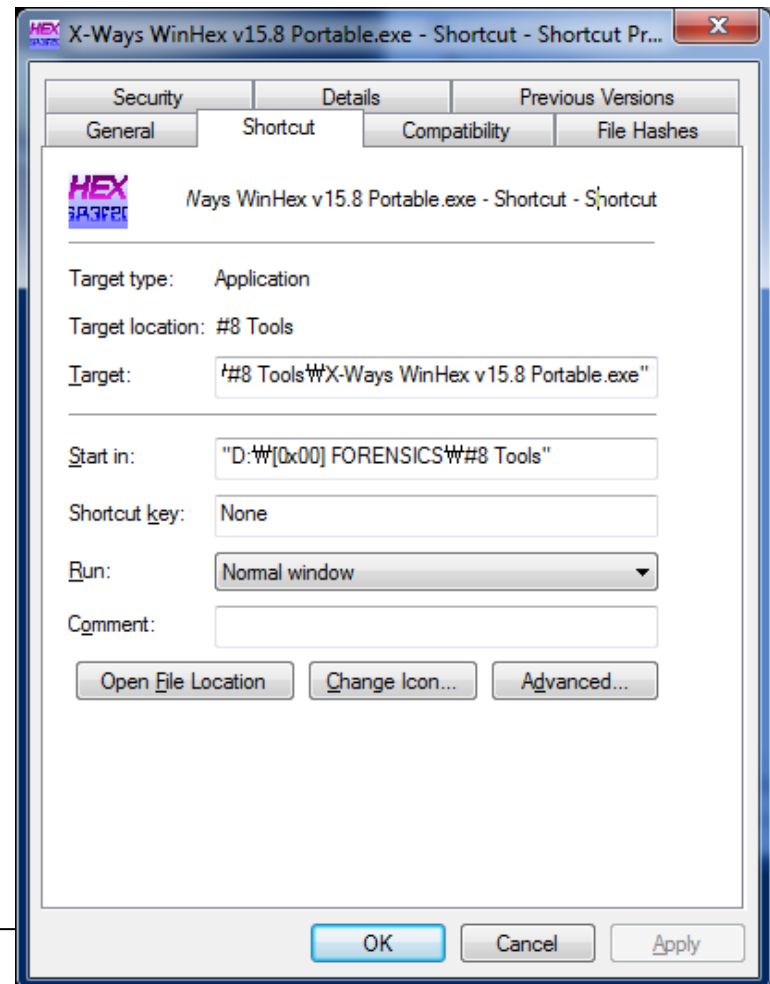 X-Ways WinHex v15.8 Portable.exe - Shortcut - Shortcut Pr...
Security Details Previous Versions
General Shortcut Compatibility File Hashes
HEX
Ways WinHex v15.8 Portable.exe - Shortcut - Shortcut
Target type: Application
Target location: #8 Tools
Target: #8 Tools₩X-Ways WinHex v15.8 Portable.exe"
Start in: "D:₩[0x00] FORENSICS₩#8 Tools"
Shortcut key: None
Run: Normal window
Comment:
Open File Location Change Icon... Advanced...
OK Cancel Apply